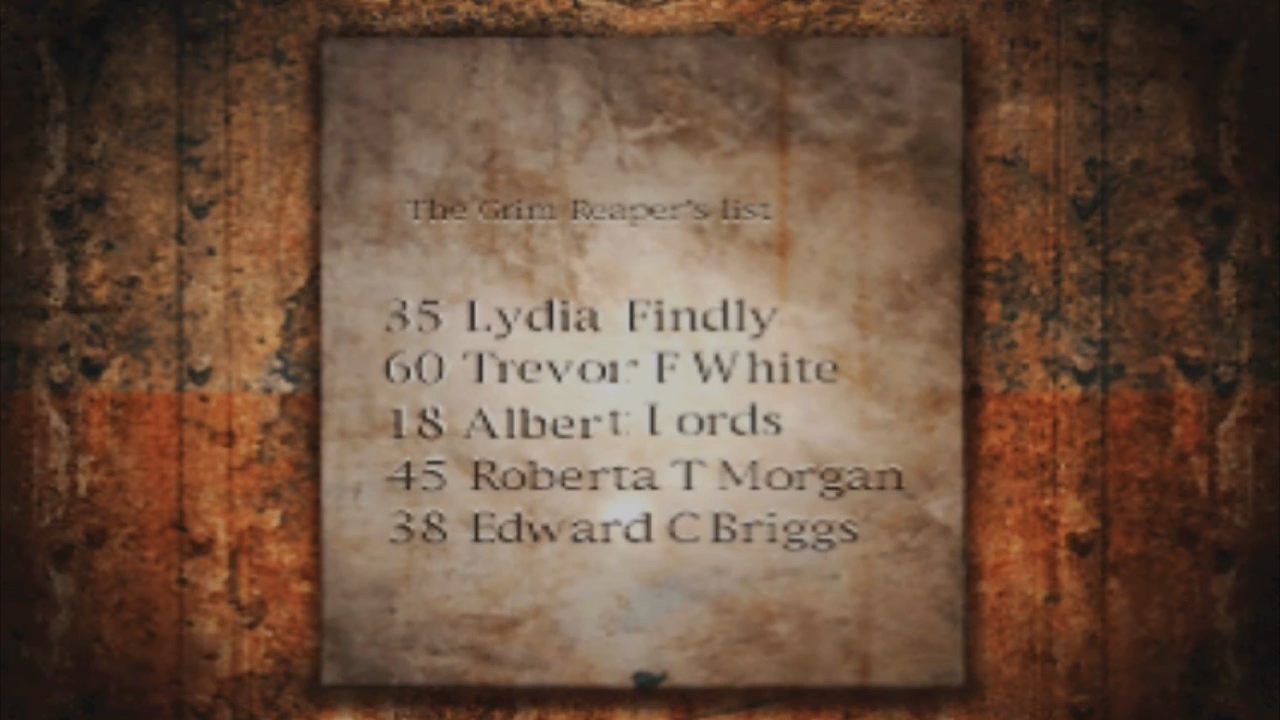 The Grim Reaper's list
35 Lydia Findly
60 Trevor F White
18 Albert Lords
45 Roberta T Morgan
38 Edward C Briggs